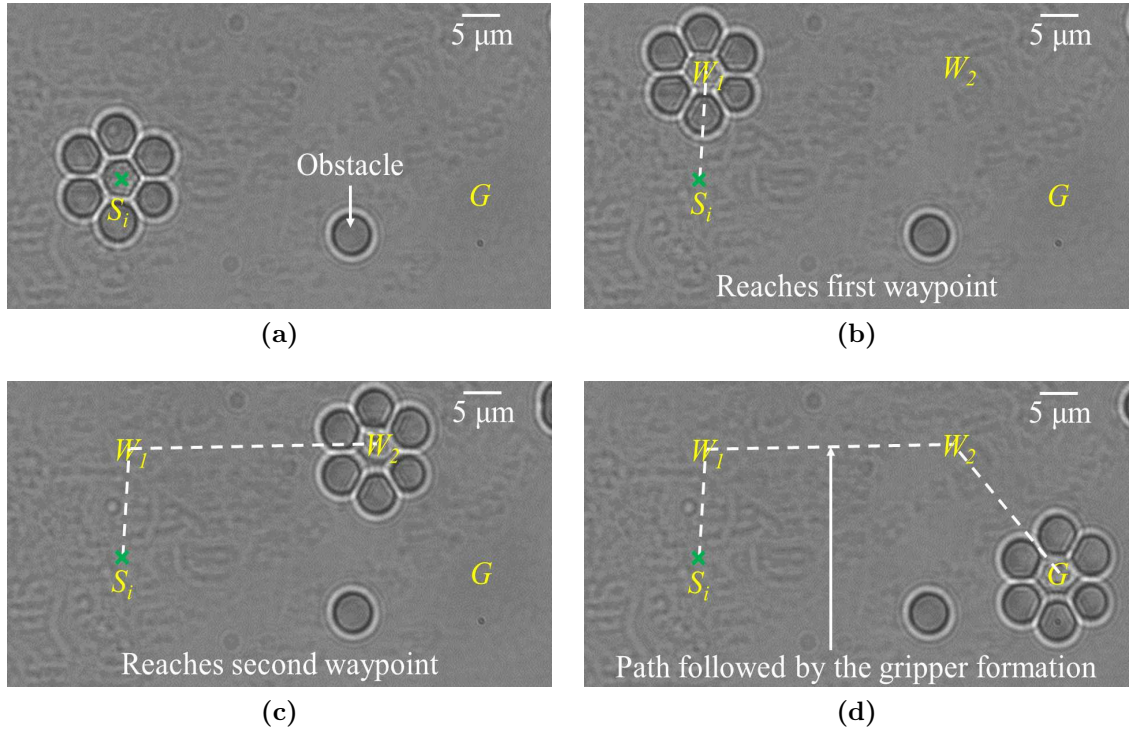 5 μm
Obstacle
G
S_i
(a)
5 μm
W_1
W_2
S_i
G
Reaches first waypoint
(b)
5 μm
W_1
W_2
S_i
G
Reaches second waypoint
(c)
5 μm
W_1
W_2
S_i
G
Path followed by the gripper formation
(d)